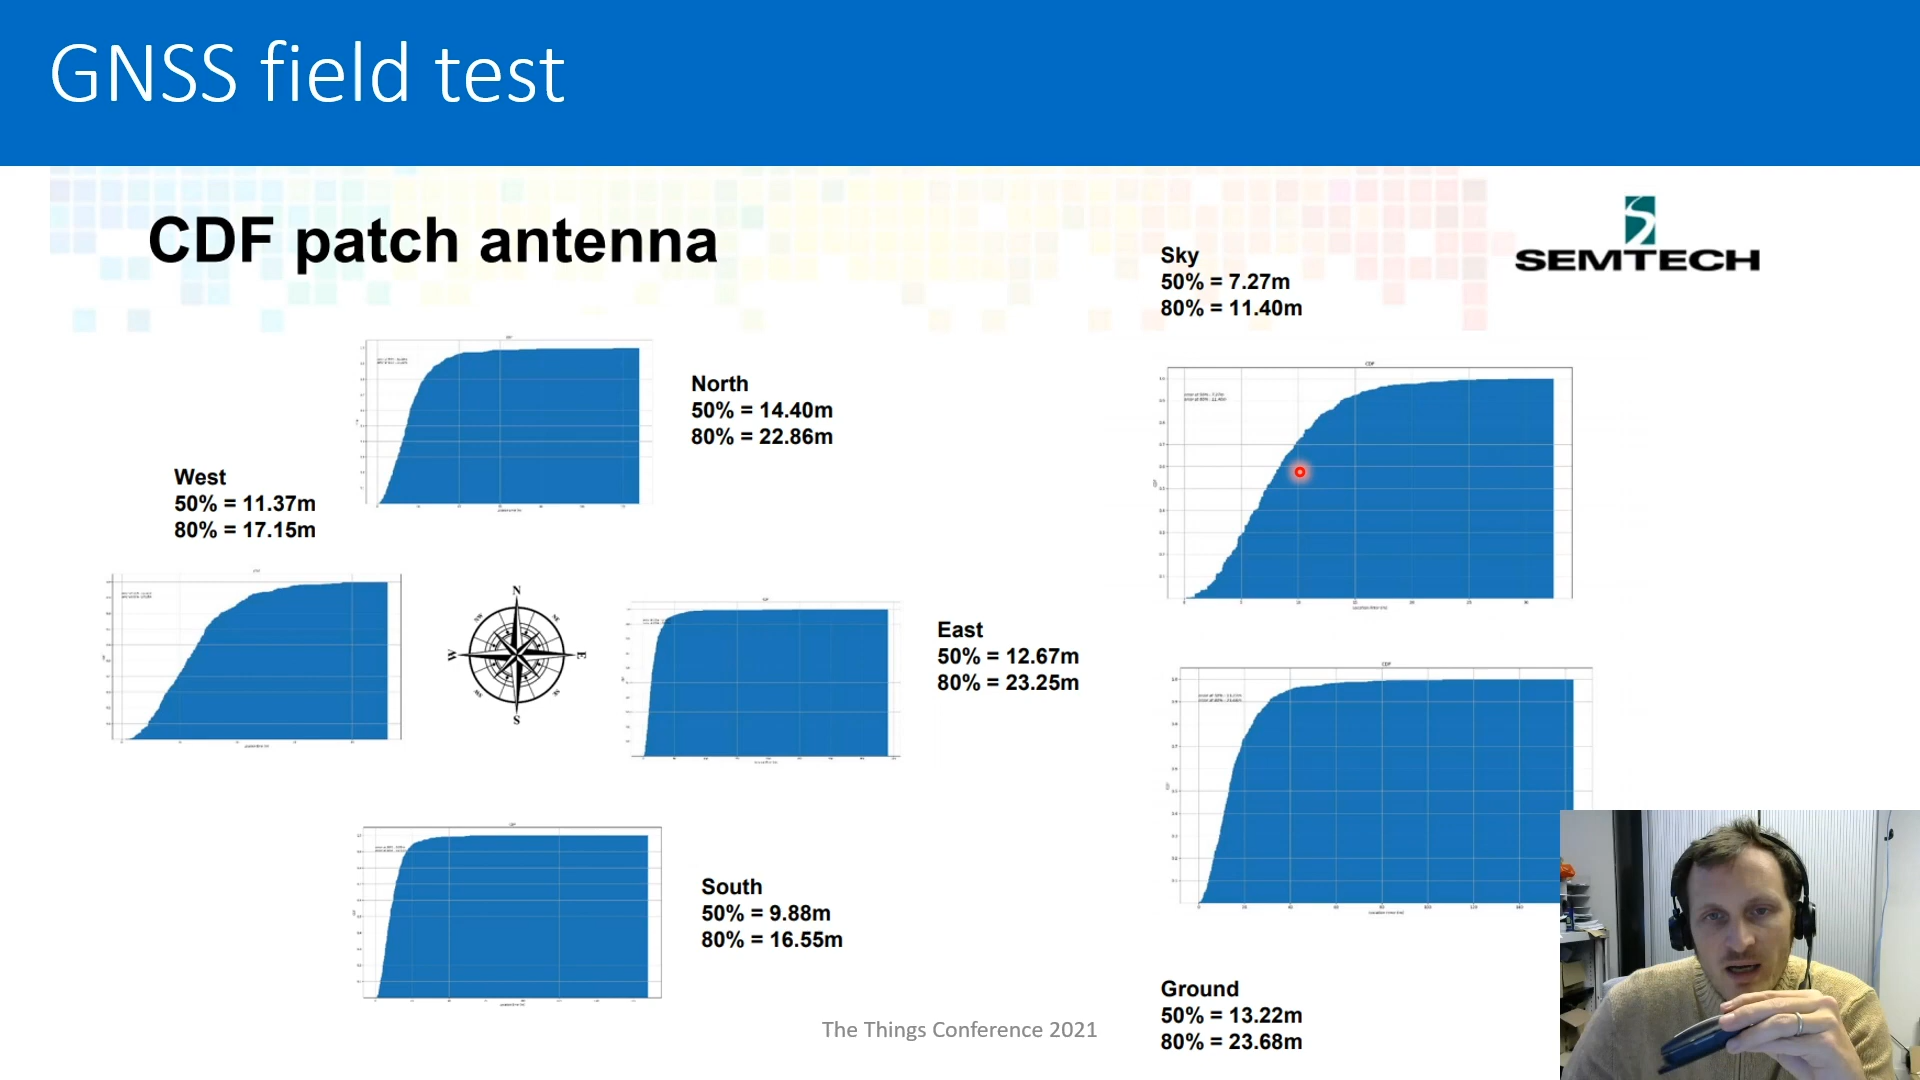 GNSS field test
CDF patch antenna
SEMTECH
Sky
50% = 7.27m
80% = 11.40m
North
50% = 14.40m
80% = 22.86m
West
50% = 11.37m
80% = 17.15m
CDF
CDF
N
W
E
S
East
50% = 12.67m
80% = 23.25m
South
50% = 9.88m
80% = 16.55m
Ground
50% = 13.22m
80% = 23.68m
The Things Conference 2021